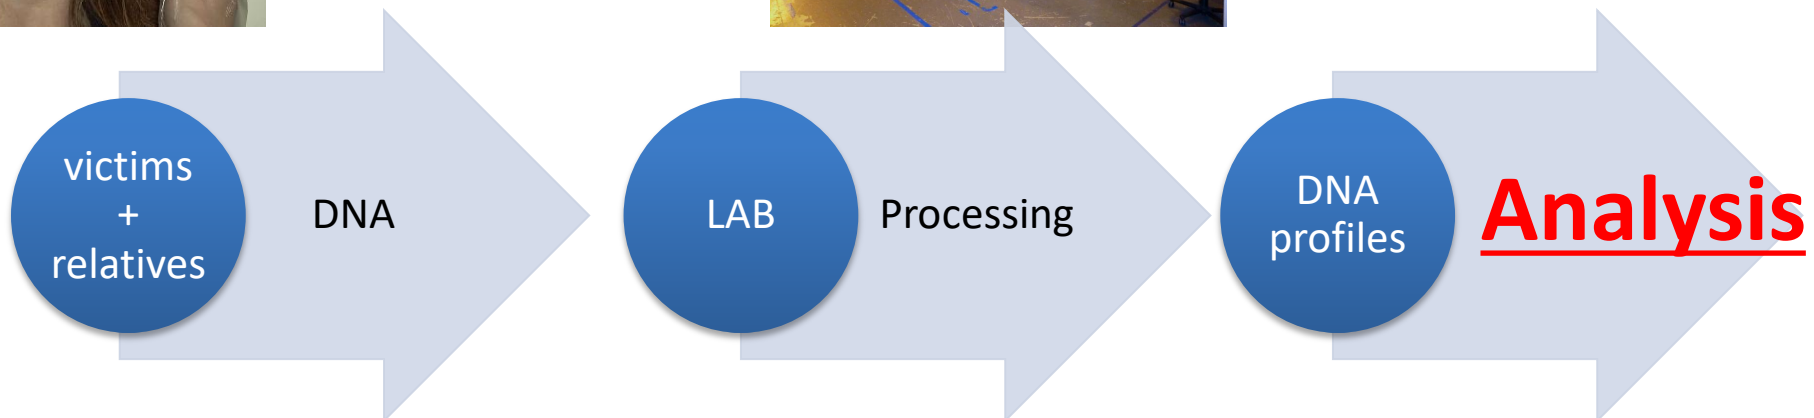 victims
+
relatives
DNA
LAB
Processing
DNA
profiles
Analysis